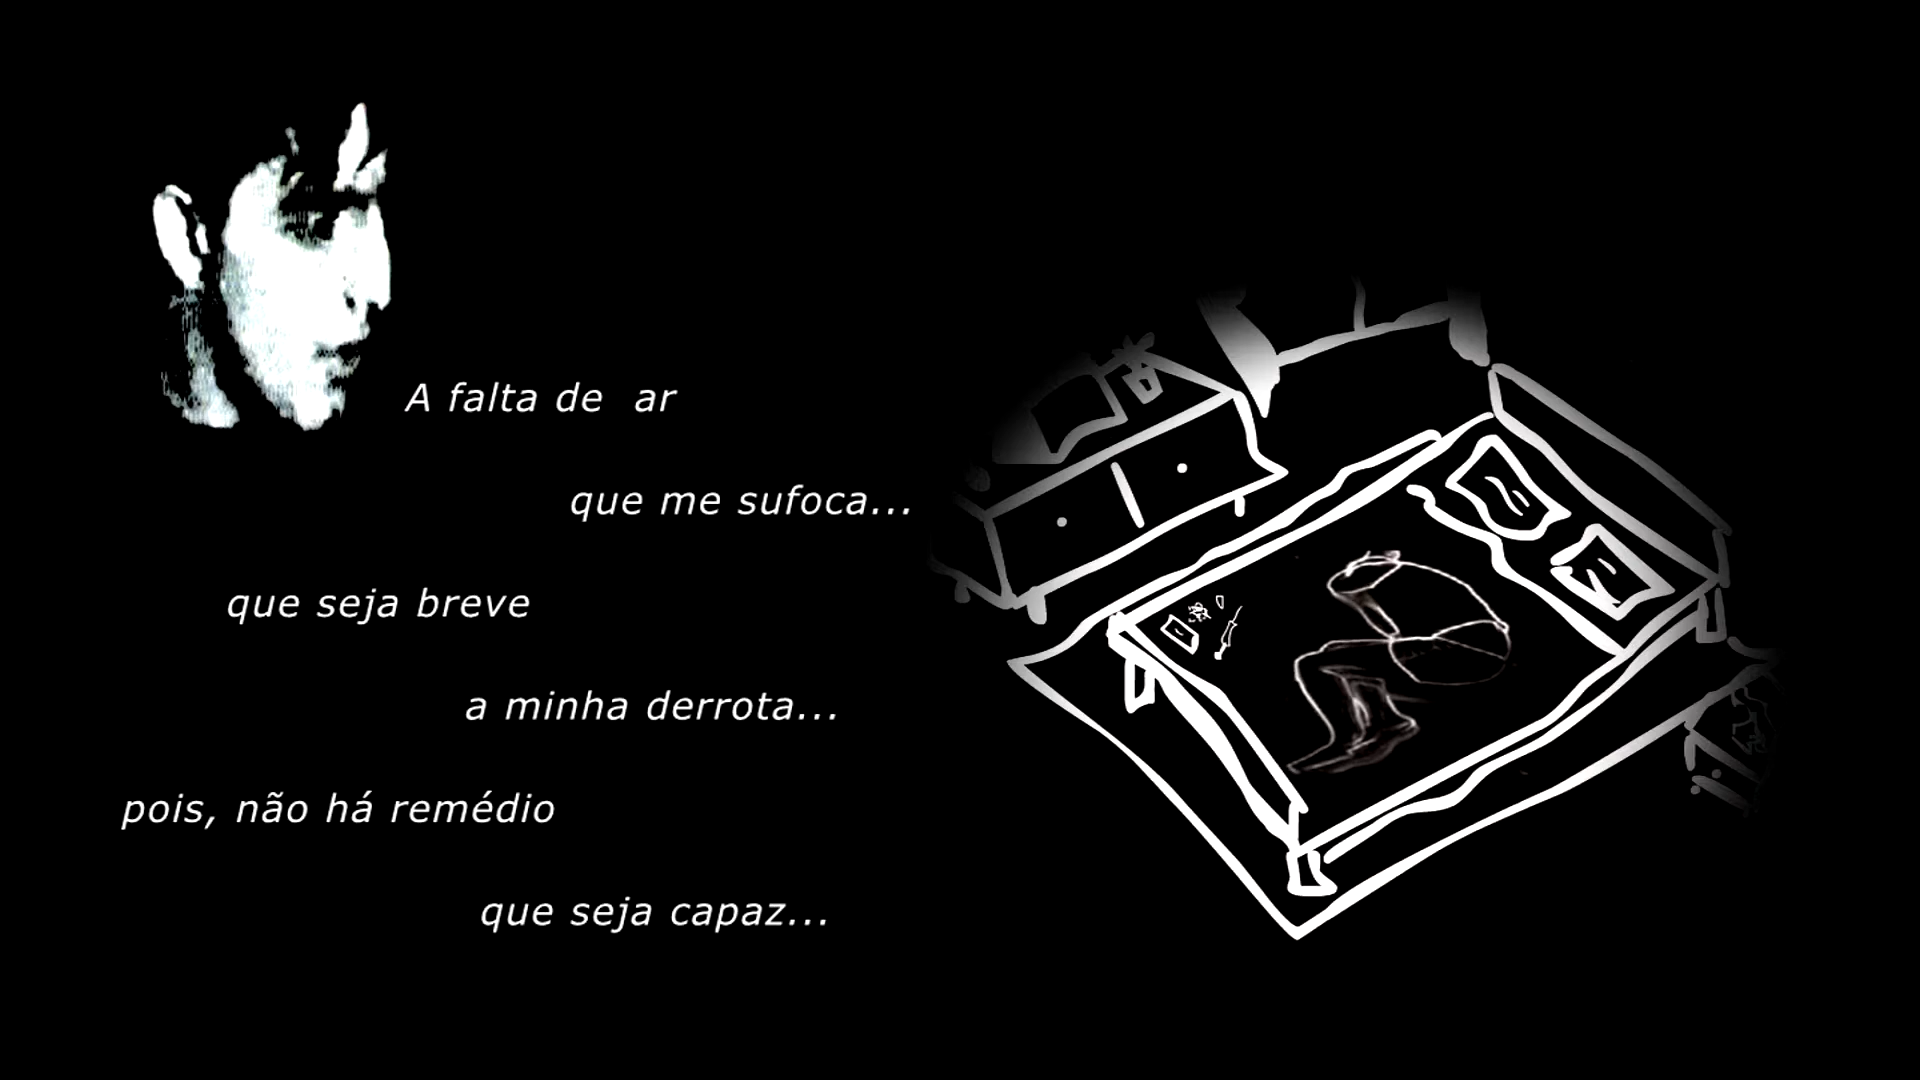 A falta de ar
que me sufoca...
que seja breve
a minha derrota...
pois, não há remédio
que seja capaz...